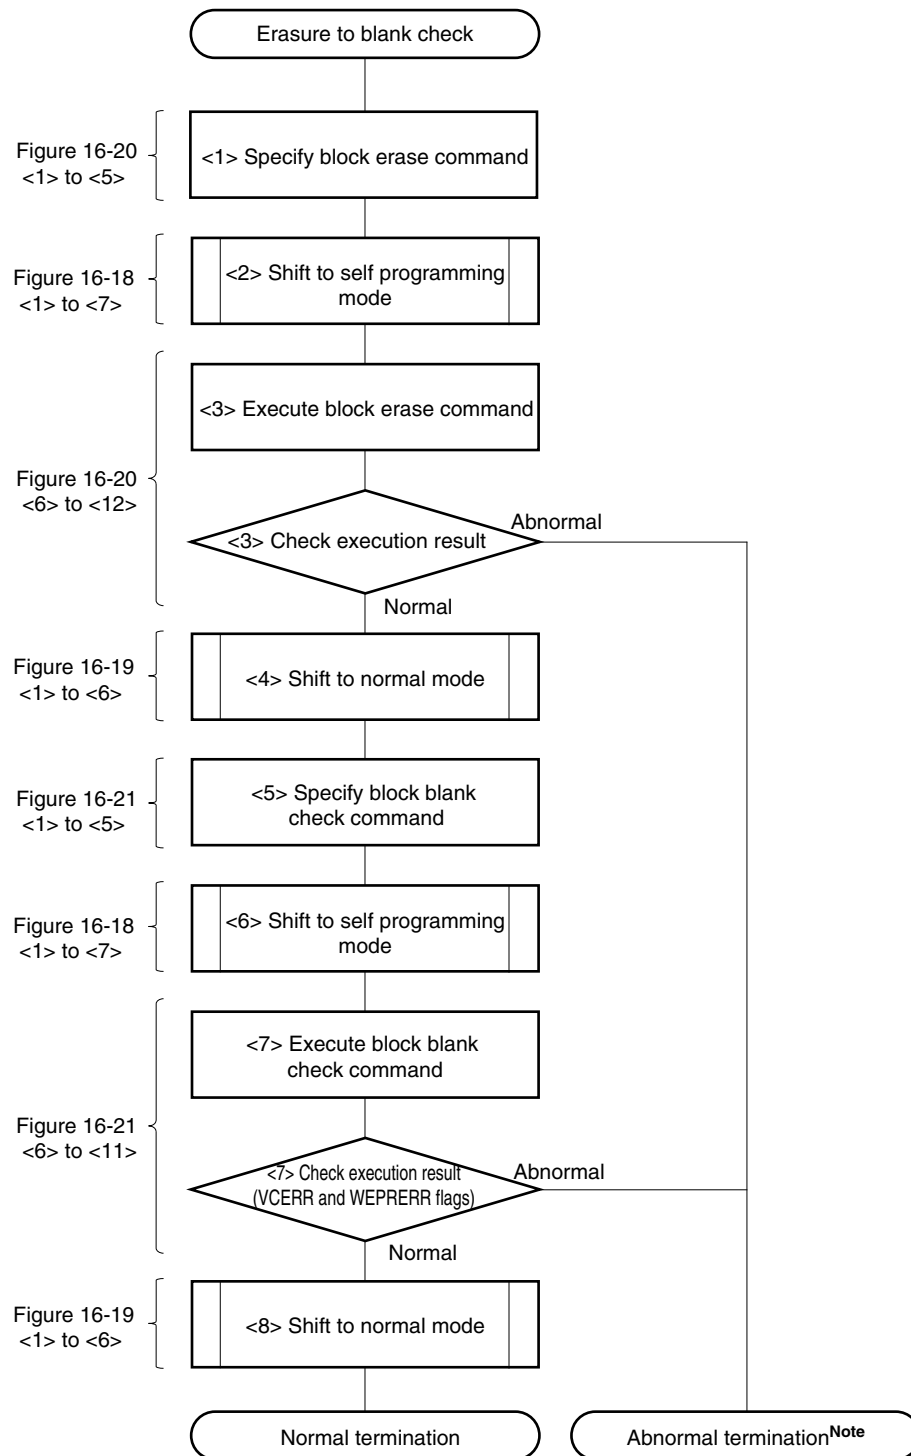 Erasure to blank check
Figure 16-20
<1> to <5>
<1> Specify block erase command
Figure 16-18
<1> to <7>
<2> Shift to self programming
mode
<3> Execute block erase command
Figure 16-20
<6> to <12>
<3> Check execution result
Abnormal
Normal
Figure 16-19
<1> to <6>
<4> Shift to normal mode
Figure 16-21
<1> to <5>
<5> Specify block blank
check command
Figure 16-18
<1> to <7>
<6> Shift to self programming
mode
<7> Execute block blank
check command
Figure 16-21
<6> to <11>
<7> Check execution result
(VCERR and WEPRERR flags)
Abnormal
Normal
Figure 16-19
<1> to <6>
<8> Shift to normal mode
Normal termination
Abnormal termination Note